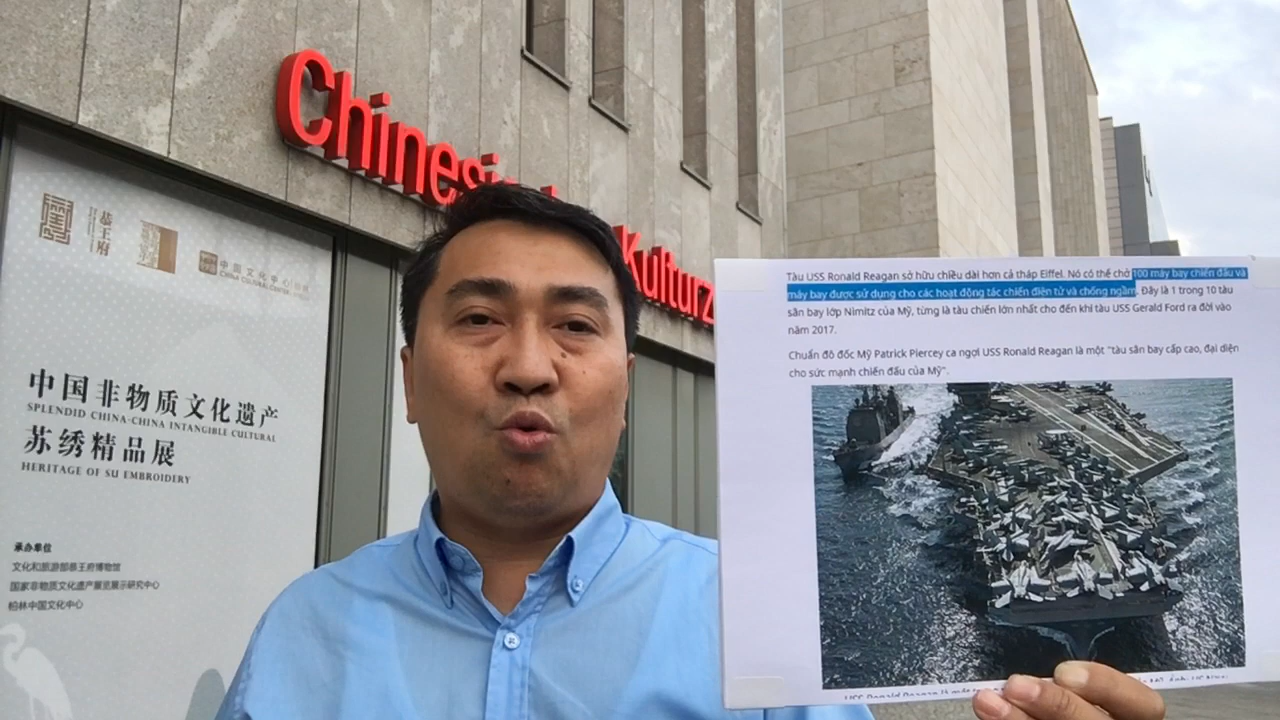 Chines
Kulturz
恭王府
中国文化中心
CHINA CULTURAL CENTER
中国非物质文化遗产
SPLENDID CHINA-CHINA INTANGIBLE CULTURAL
苏绣精品展
HERITAGE OF SU EMBROIDERY
承办单位
文化和旅游部恭王府博物馆
国家非物质文化遗产展览展示研究中心
柏林中国文化中心
Tàu USS Ronald Reagan sở hữu chiều dài hơn cả tháp Eiffel. Nó có thể chở 100 máy bay chiến đấu và
máy bay được sử dụng cho các hoạt động tác chiến điện tử và chống ngầm. Đây là 1 trong 10 tàu
sân bay lớp Nimitz của Mỹ, từng là tàu chiến lớn nhất cho đến khi tàu USS Gerald Ford ra đời vào
năm 2017.
Chuẩn đô đốc Mỹ Patrick Piercey ca ngợi USS Ronald Reagan là một "tàu sân bay cấp cao, đại diện
cho sức mạnh chiến đấu của Mỹ".
USS Ronald Reagan là một